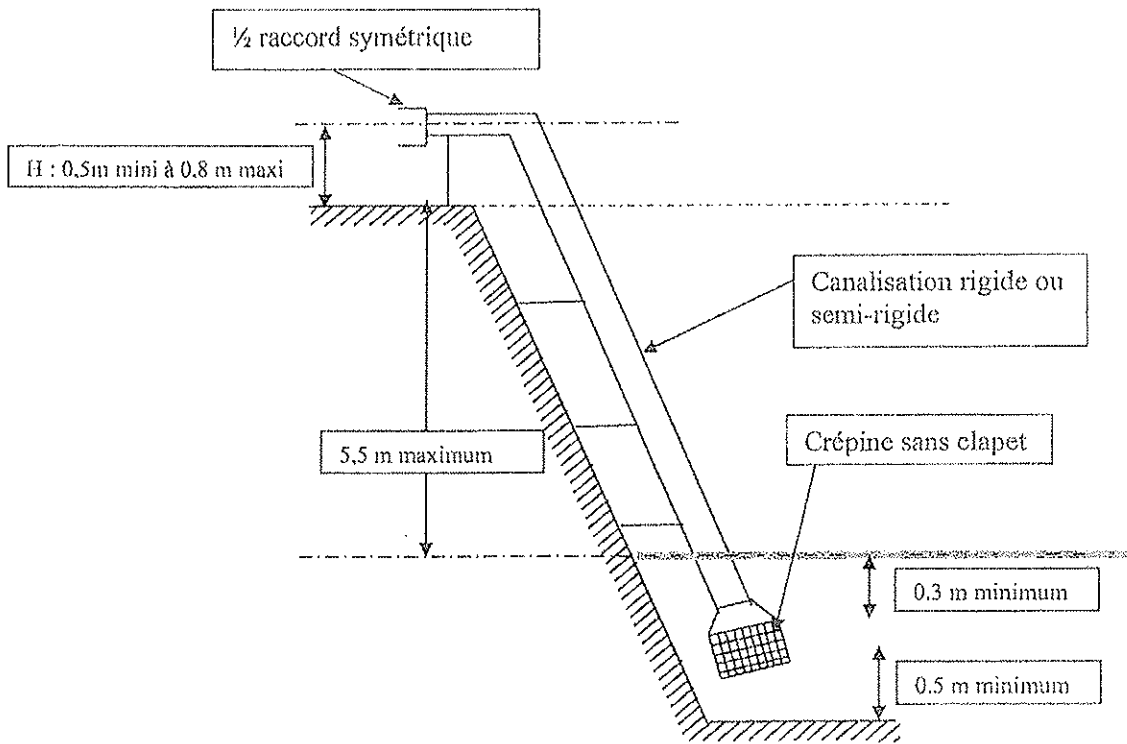 ½ raccord symétrique
H : 0,5m mini à 0,8 m maxi
Canalisation rigide ou
semi-rigide
5,5 m maximum
Crépine sans clapet
0.3 m minimum
0.5 m minimum